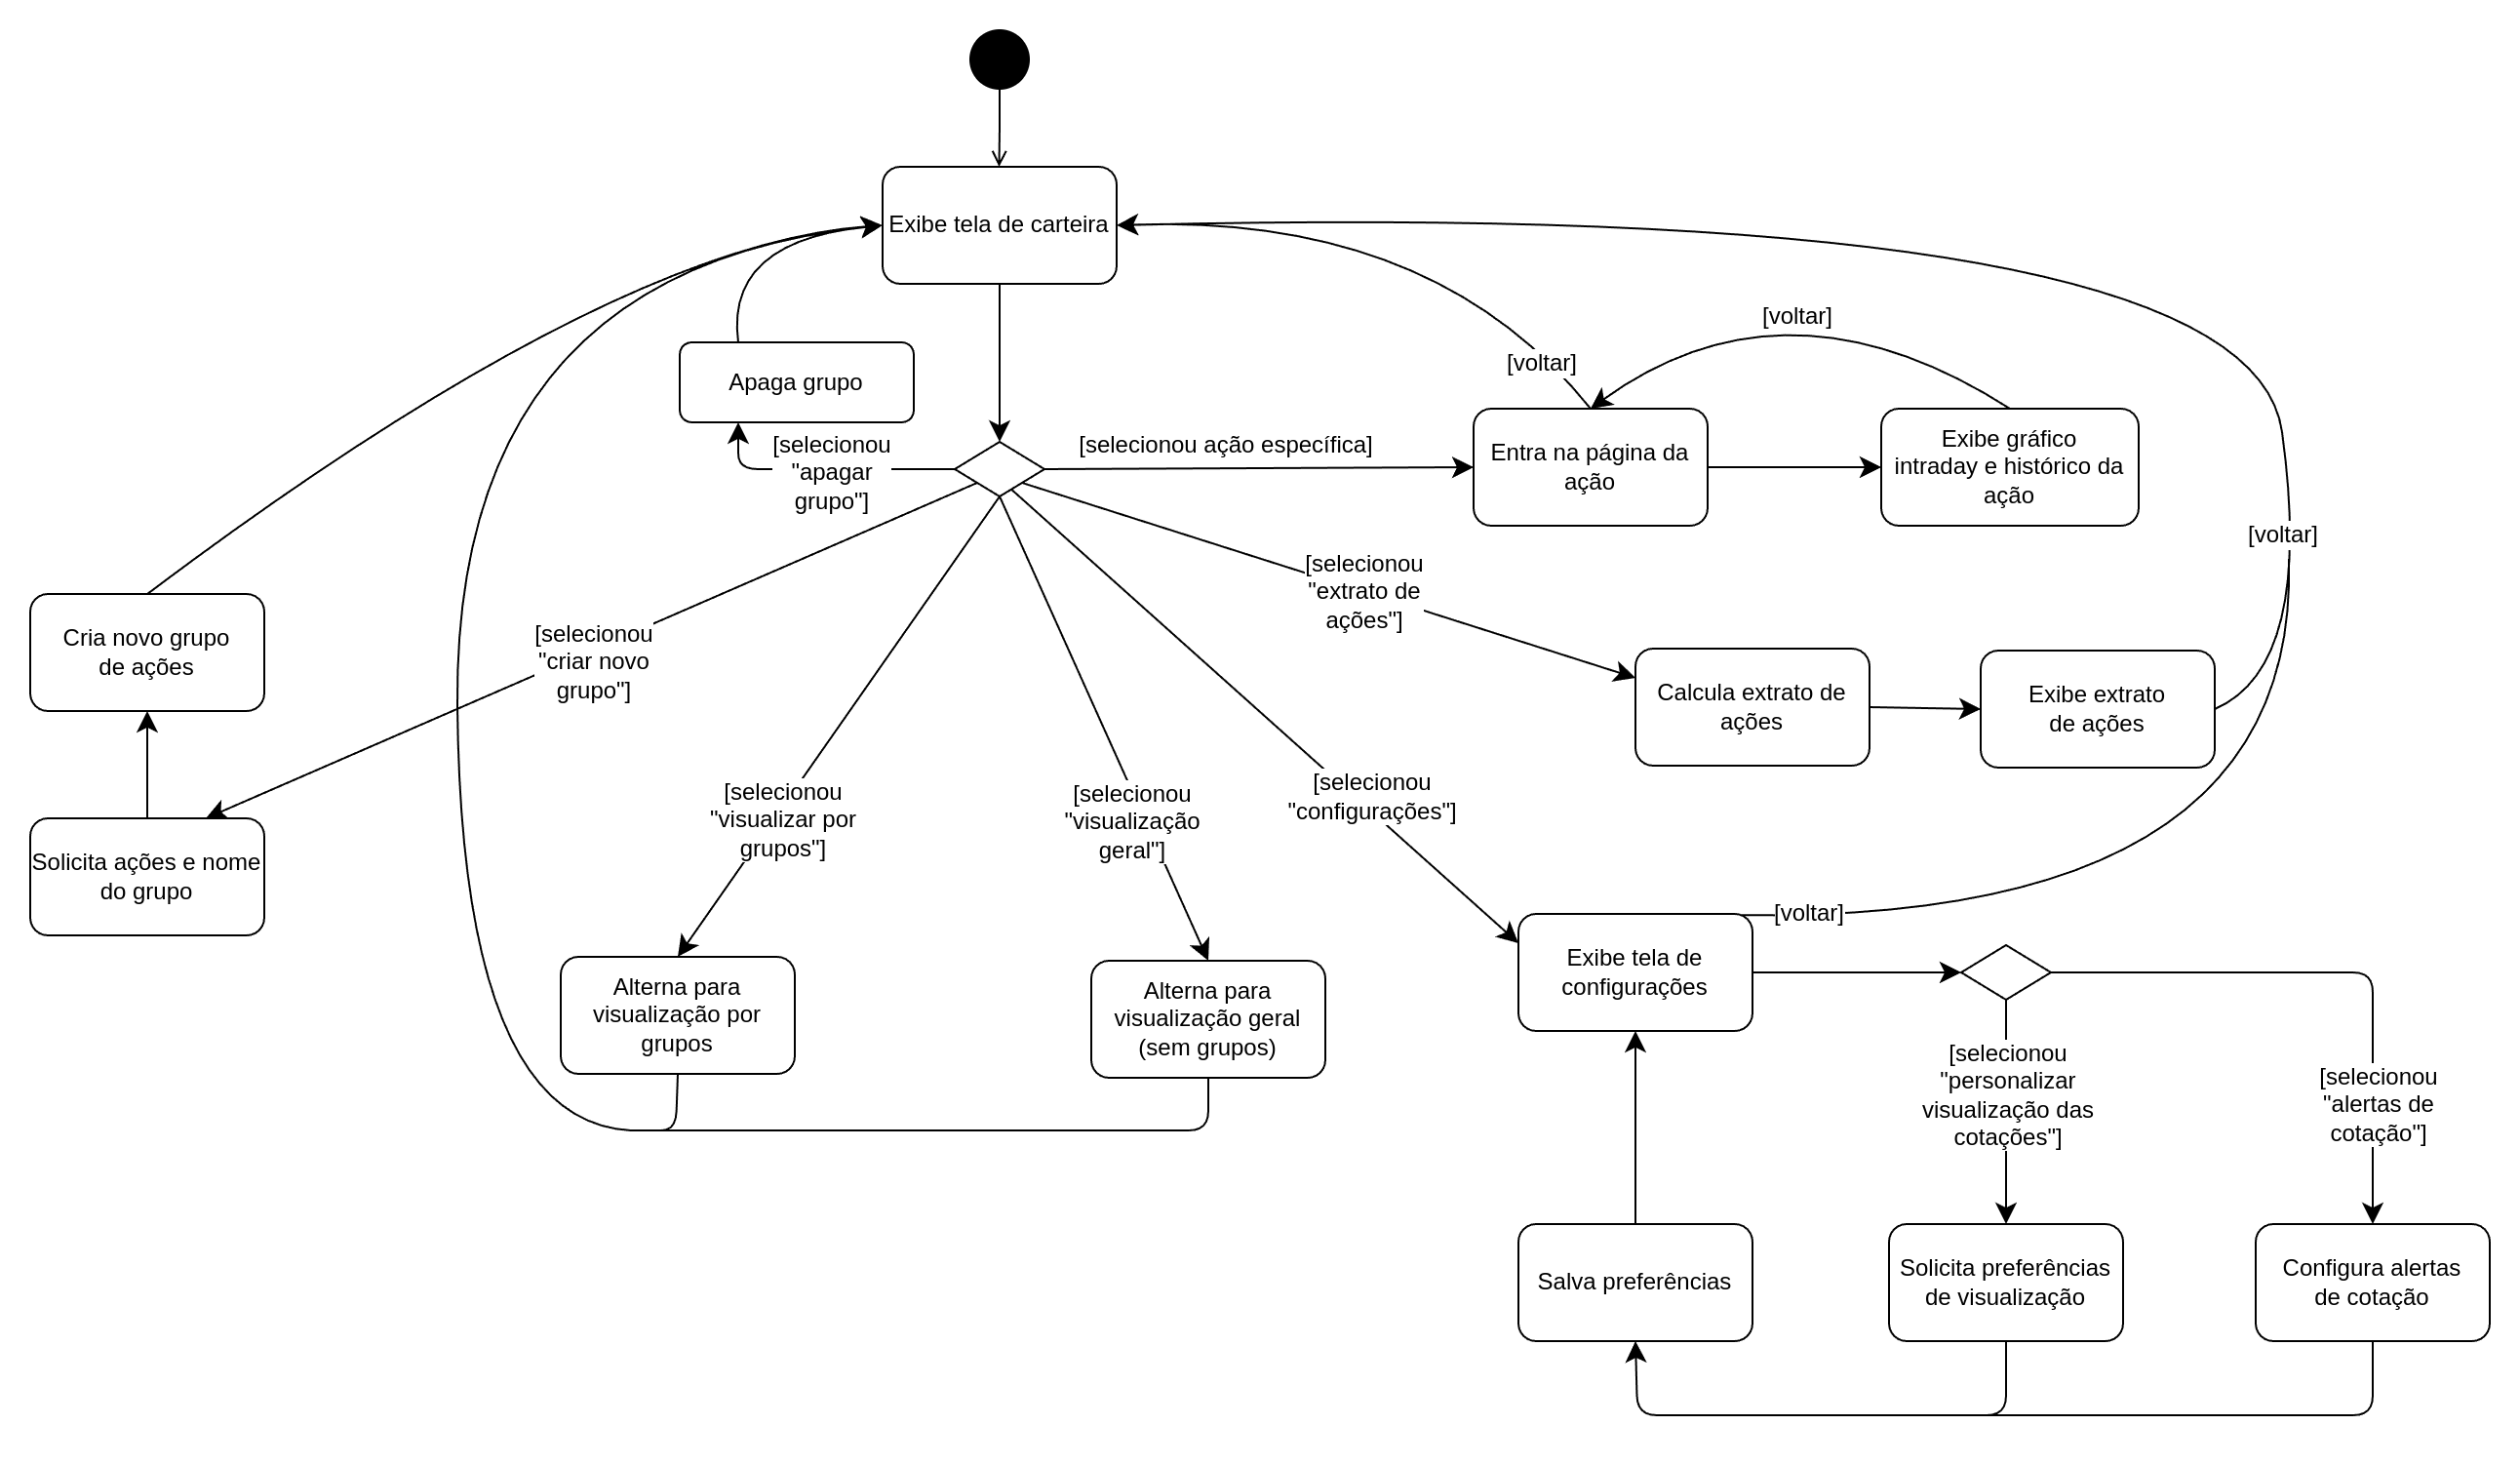 Exibe tela de carteira
[voltar]
[voltar]
Apaga grupo
[selecionou
"apagar
grupo"]
[selecionou ação específica]
Entra na página da
ação
Exibe gráfico
intraday e histórico da
ação
[voltar]
[selecionou
"extrato de
ações"]
[selecionou
"criar novo
grupo"]
Cria novo grupo
de ações
Calcula extrato de
ações
Exibe extrato
de ações
[selecionou
"visualizar por
grupos"]
[selecionou
"visualização
geral"]
[selecionou
"configurações"]
Solicita ações e nome
do grupo
[voltar]
Alterna para
visualização por
grupos
Alterna para
visualização geral
(sem grupos)
Exibe tela de
configurações
[selecionou
"personalizar
visualização das
cotações"]
[selecionou
"alertas de
cotação"]
Salva preferências
Solicita preferências
de visualização
Configura alertas
de cotação